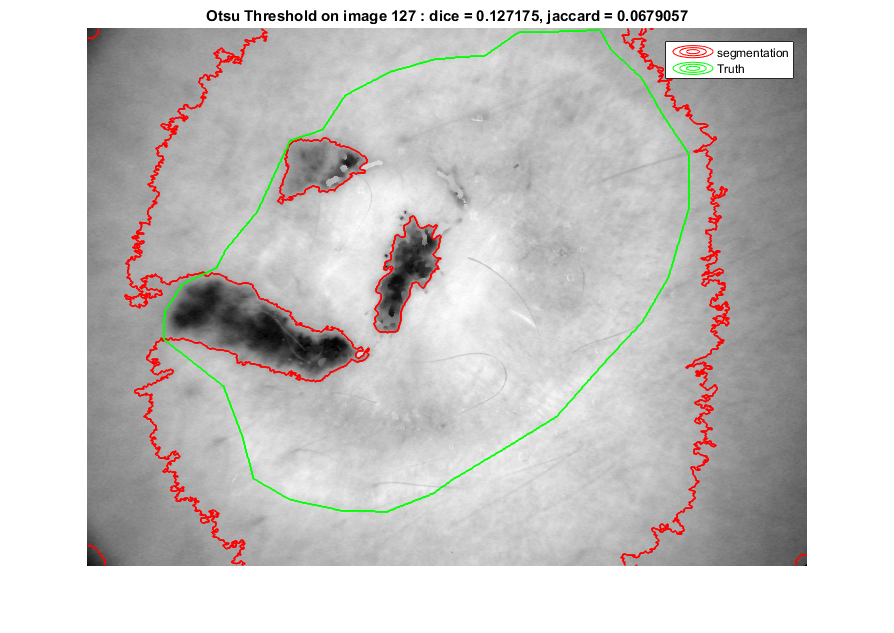 Otsu Threshold on image 127 : dice = 0.127175, jaccard = 0.0679057
segmentation
Truth